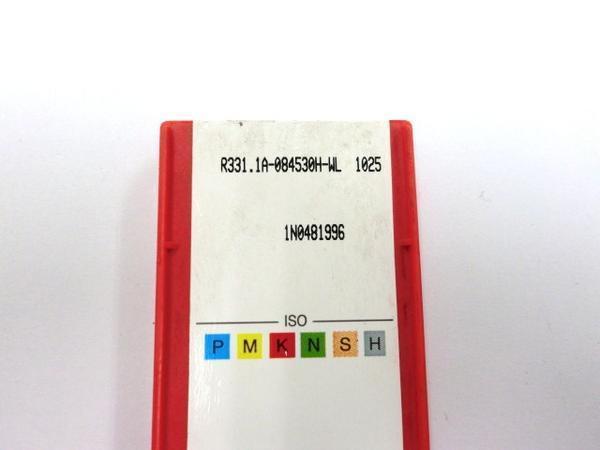 R331.1A-084530H-WL 1025
1N0481996
ISO
P M K N S H